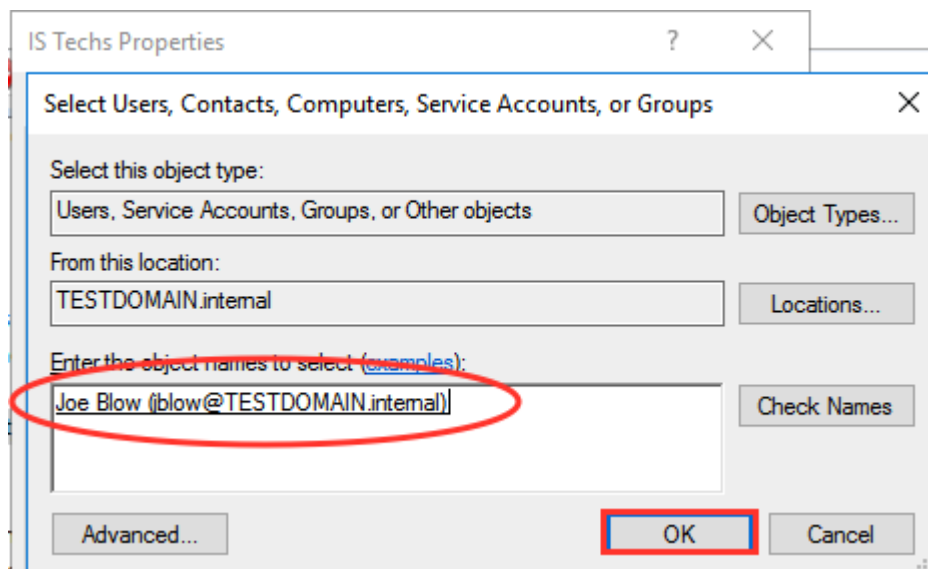 IS Techs Properties
?
Select Users, Contacts, Computers, Service Accounts, or Groups
Select this object type:
Users, Service Accounts, Groups, or Other objects
Object Types...
From this location:
TESTDOMAIN.internal
Locations...
Enter the object names to select (examples):
Joe Blow (jblow@TESTDOMAIN.internal)
Check Names
Advanced...
OK
Cancel